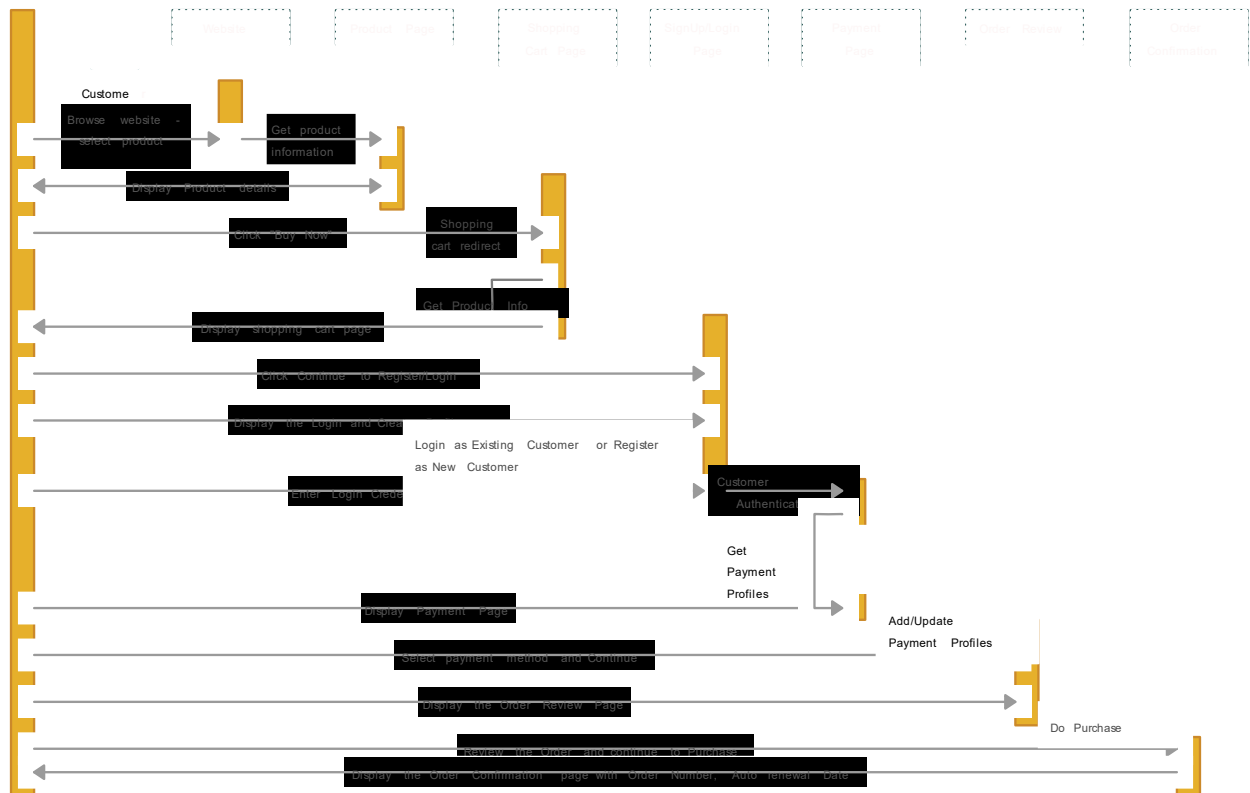 Website
Product Page
Shopping
Cart Page
Sign Up/Login
Page
Payment
Page
Order Review
Order
Confirmation
Custome
Browse website -
select product
Get product
information
Display Product details
Click "Buy Now"
Shopping
cart redirect
Get Product Info
Display shopping cart page
Click Continue to Register/Login
Display the Login and Crea
Login as Existing Customer or Register
as New Customer
Enter Login Crede
Customer
Authenticat
Get
Payment
Profiles
Display Payment Page
Add/Update
Payment Profiles
Select payment method and Continue
Display the Order Review Page
Do Purchase
Review the Order and continue to Purchase
Display the Order Confirmation page with Order Number, Auto renewal Date